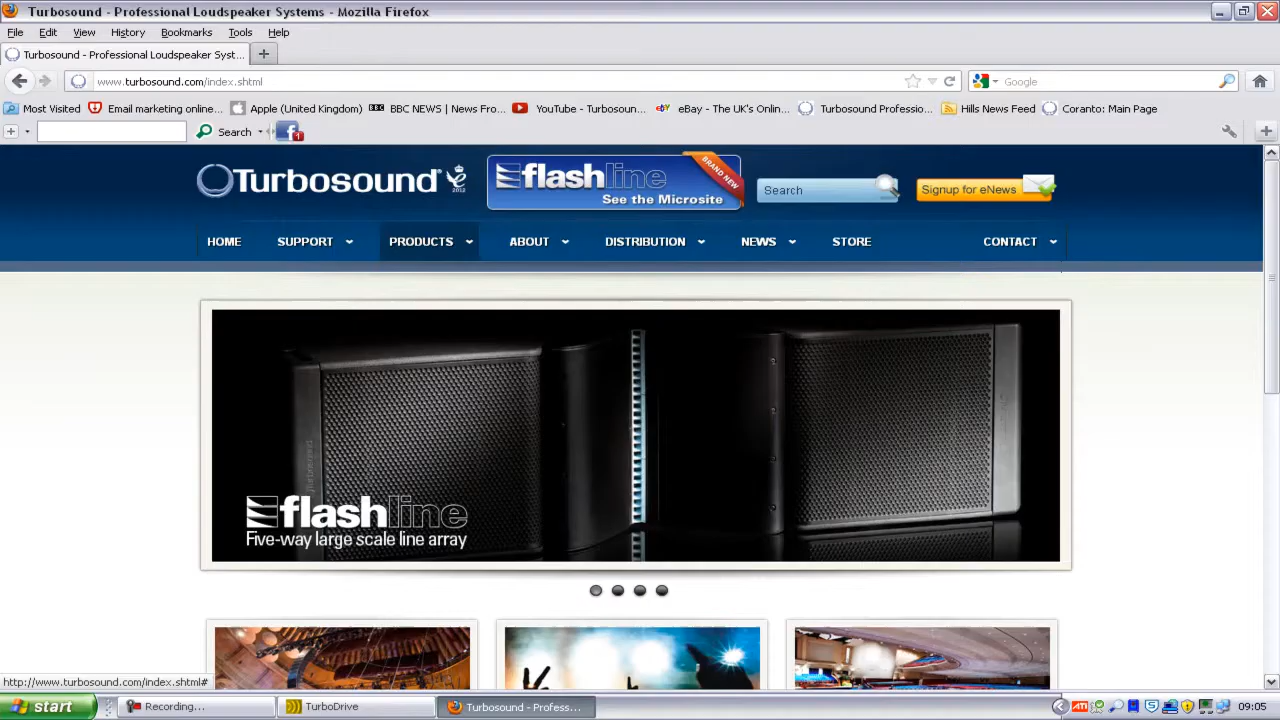 Turbosound - Professional Loudspeaker Systems - Mozilla Firefox
File Edit View History Bookmarks Tools Help
Turbosound - Professional Loudspeaker Syst...
www.turbosound.com/index.shtml
Google
Most Visited Email marketing online... Apple (United Kingdom) BBC NEWS | News Fro... YouTube - Turbosoun... eBay - The UK's Onlin... Turbosound Professio... Hills News Feed Coranto: Main Page
Search
Turbosound 2012
flashline
BRAND NEW
See the Microsite
Search
Signup for eNews
HOME SUPPORT PRODUCTS ABOUT DISTRIBUTION NEWS STORE CONTACT
flashline
Five-way large scale line array
http://www.turbosound.com/index.shtml#
start Recording... TurboDrive Turbosound - Profess... ATI 09:05